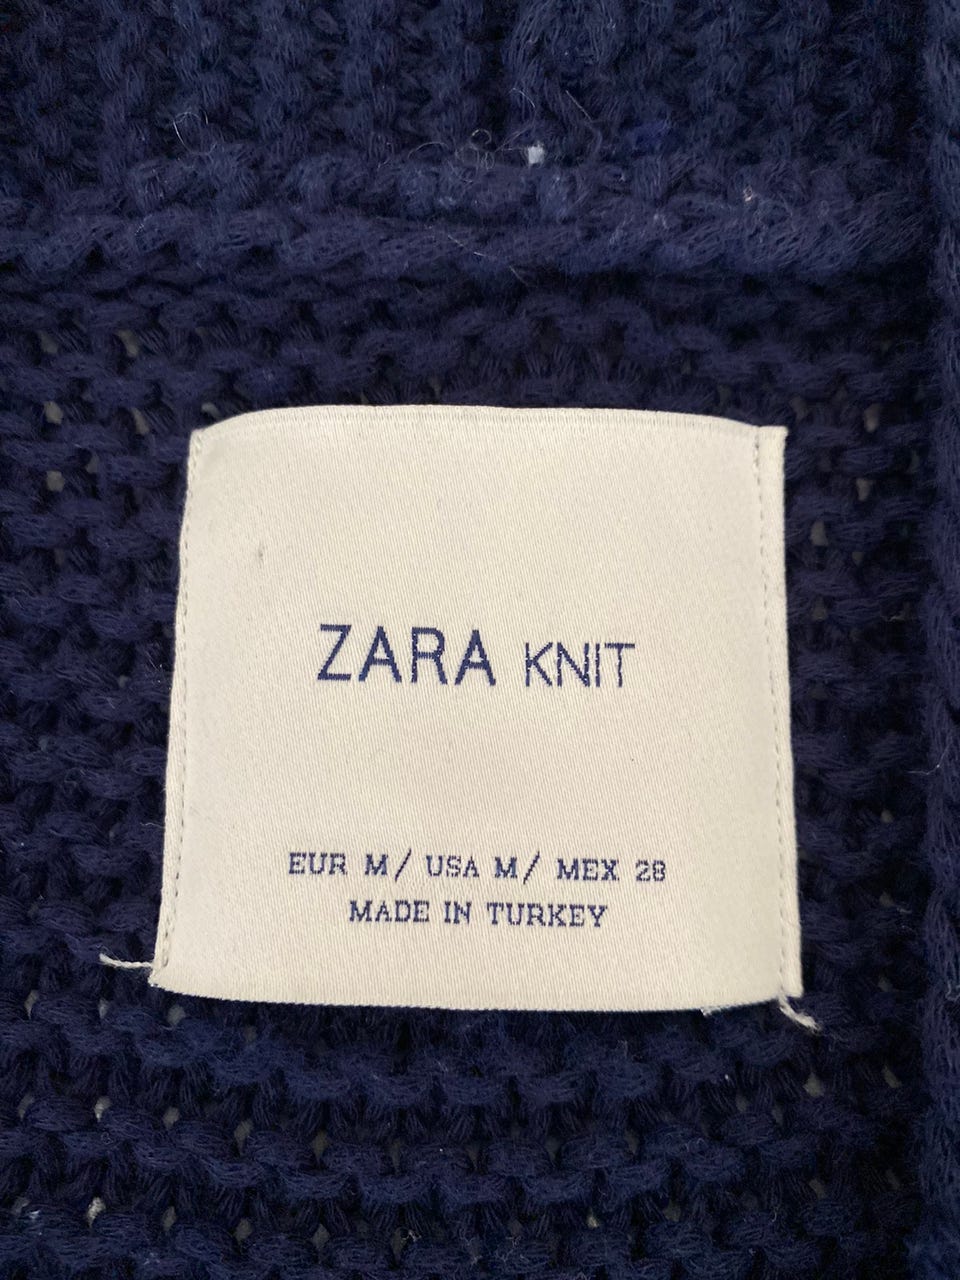 ZARA KNIT
EUR M/ USA M/ MEX 28
MADE IN TURKEY